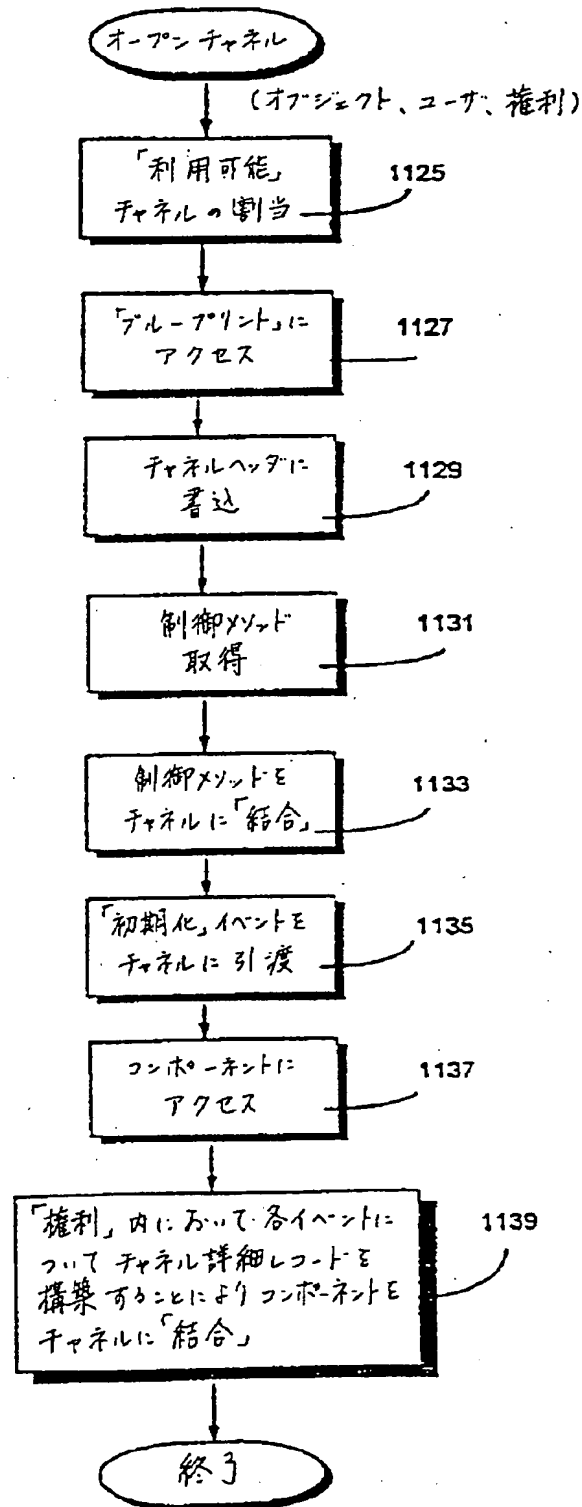 オープンチャネル
(オブジェクト、ユーザ、権利)
「利用可能」
チャネルの割当
1125
「ブループリント」に
アクセス
1127
チャネルヘッダに
書込
1129
制御メソッド
取得
1131
制御メソッドを
チャネルに「結合」
1133
「初期化」イベントを
チャネルに引渡
1135
コンポーネントに
アクセス
1137
「権利」内において各イベントに
ついてチャネル詳細レコードを
構築することによりコンポーネントを
チャネルに「結合」
1139
終了